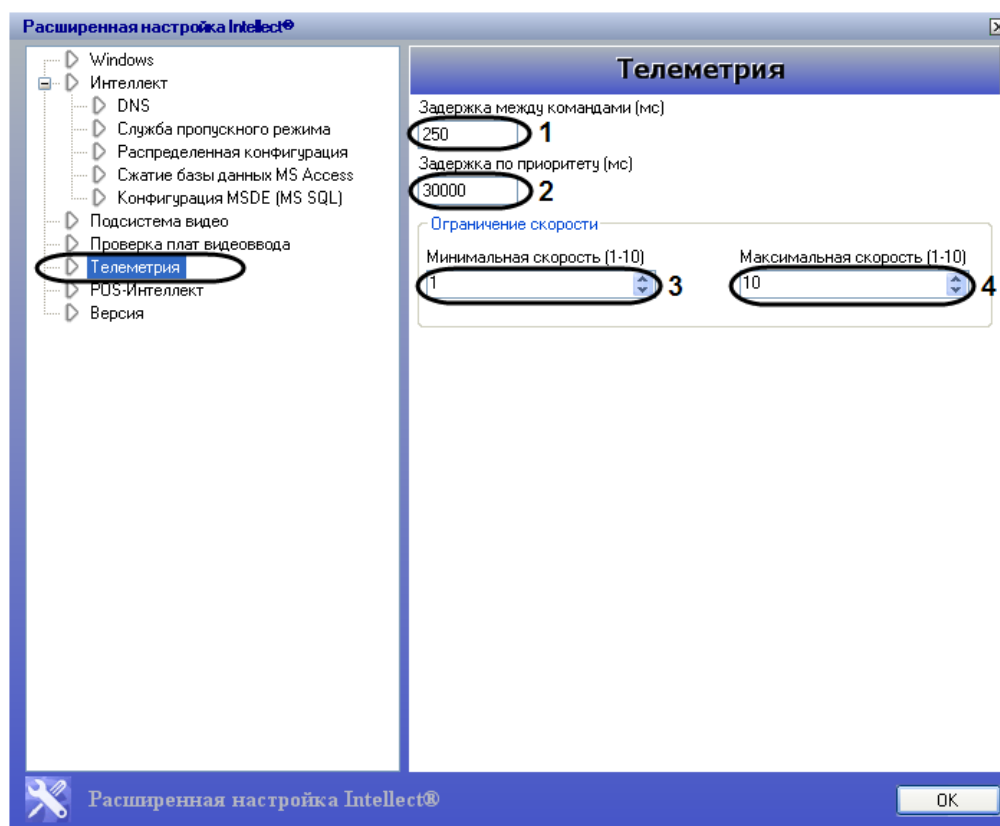 Расширенная настройка Intellect®
Windows
Интеллект
DNS
Служба пропускного режима
Распределенная конфигурация
Сжатие базы данных MS Access
Конфигурация MSDE (MS SQL)
Подсистема видео
Проверка плат видеоввода
Телеметрия
POS-Интеллект
Версия
Телеметрия
Задержка между командами (мс)
250 1
Задержка по приоритету (мс)
30000 2
Ограничение скорости
Минимальная скорость (1-10) Максимальная скорость (1-10)
1 3 10 4
Расширенная настройка Intellect®
OK